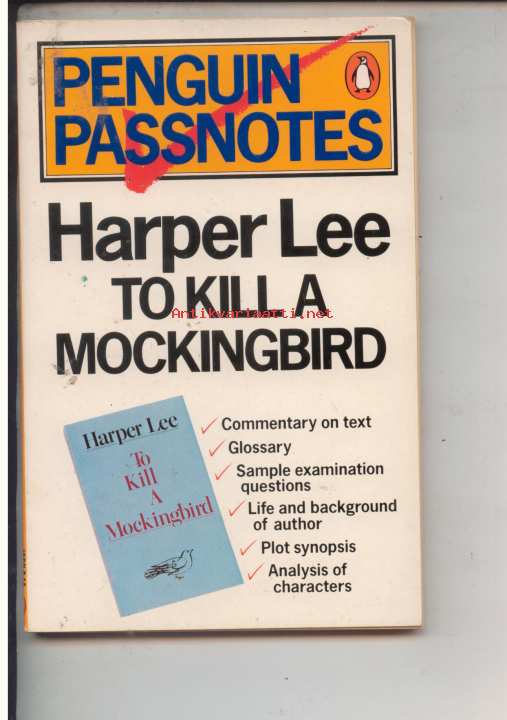 PENGUIN
PASSNOTES
Harper Lee
TO KILL A
Antikvariaatti.net
MOCKINGBIRD
Harper Lee
To
Kill
A
Mockingbird
Commentary on text
Glossary
Sample examination
questions
Life and background
of author
Plot synopsis
Analysis of
characters